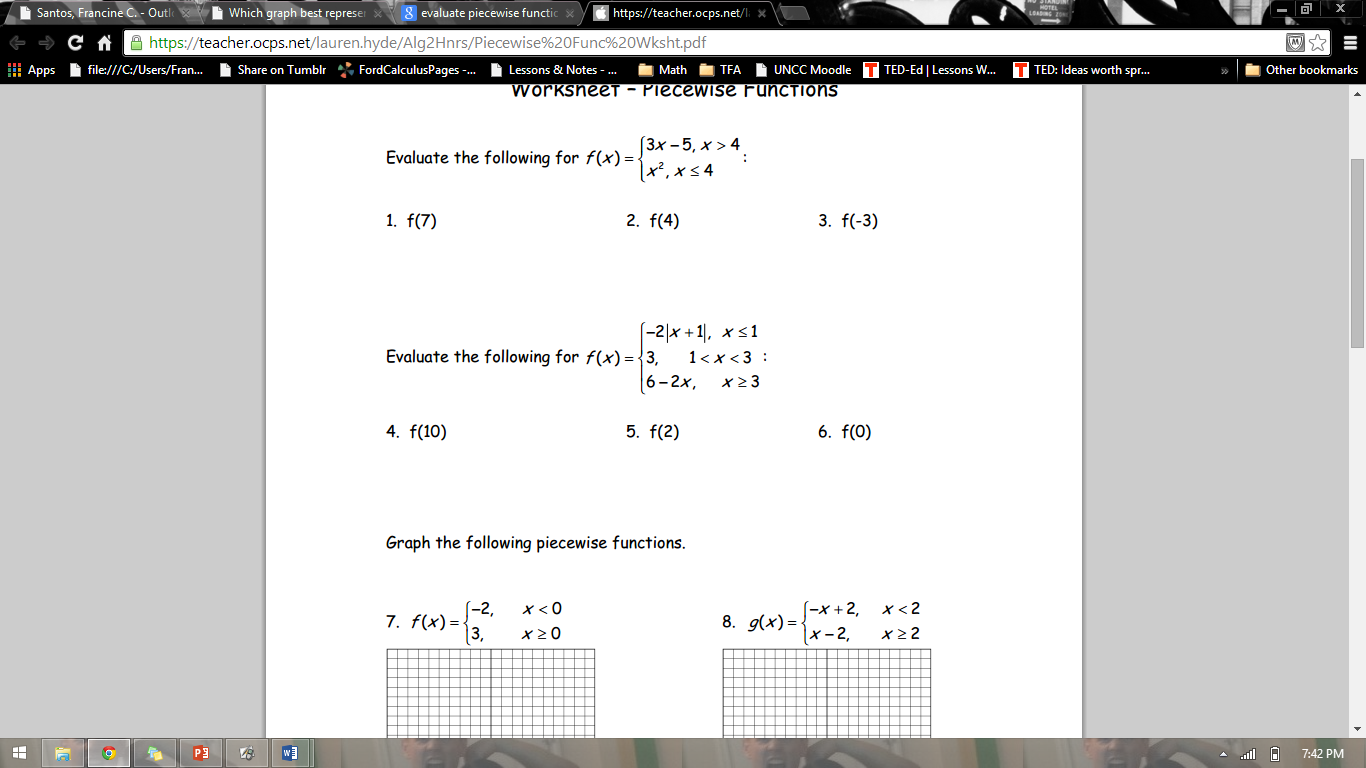 Santos, Francine C. - Outl
Which graph best represe
evaluate piecewise functio
https://teacher.ocps.net/l
https://teacher.ocps.net/lauren.hyde/Alg2Hnrs/Piecewise%20Func%20Wksht.pdf
Apps file:///C:/Users/Fran... Share on Tumblr FordCalculusPages -... Lessons & Notes - ... Math TFA UNCC Moodle TED-Ed | Lessons W... TED: Ideas worth spr... » Other bookmarks
Worksheet – Piecewise Functions
Evaluate the following for f(x) = { 3x – 5, x > 4
x², x ≤ 4 :
1. f(7) 2. f(4) 3. f(-3)
Evaluate the following for f(x) = { –2|x + 1|, x ≤ 1
3, 1 < x < 3 :
6 – 2x, x ≥ 3
4. f(10) 5. f(2) 6. f(0)
Graph the following piecewise functions.
7. f(x) = { –2, x < 0
3, x ≥ 0
8. g(x) = { –x + 2, x < 2
x – 2, x ≥ 2
7:42 PM